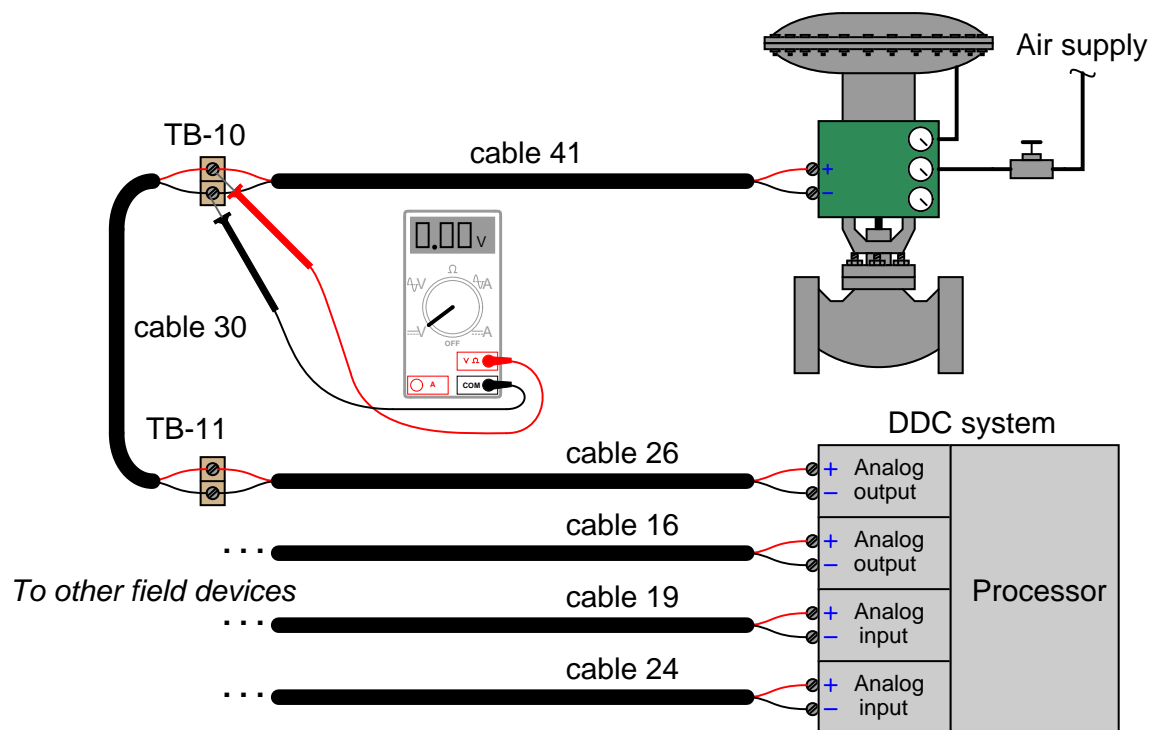 Air supply
TB-10
cable 41
+
−
0.00 V
Ω
V
A
V
A
OFF
cable 30
V Ω
A
COM
TB-11
DDC system
cable 26
+
−
Analog
output
cable 16
+
−
Analog
output
. . .
To other field devices
Processor
cable 19
+
−
Analog
input
. . .
cable 24
+
−
Analog
input
. . .